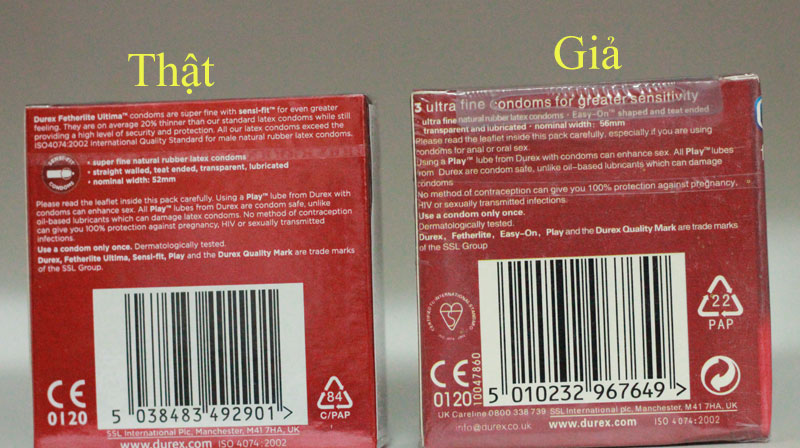 Thật
Durex Fetherlite Ultima™ condoms are super fine with sensi-fit™ for even greater
feeling. They are on average 20% thinner than our standard latex condoms while still
providing a high level of security and protection. All our latex condoms exceed the
ISO4074:2002 International Quality Standard for male natural rubber latex condoms.
• super fine natural rubber latex condoms
• straight walled, teat ended, transparent, lubricated
• nominal width: 52mm
Please read the leaflet inside this pack carefully. Using a Play™ lube from Durex with
condoms can enhance sex. All Play™ lubes from Durex are condom safe, unlike
oil-based lubricants which can damage latex condoms. No method of contraception
can give you 100% protection against pregnancy, HIV or sexually transmitted
infections.
Use a condom only once. Dermatologically tested.
Durex, Fetherlite Ultima, Sensi-fit, Play and the Durex Quality Mark are trade marks
of the SSL Group.
CE
0120
5 038483 492901 >
84
C/PAP
SSL International Plc, Manchester, M41 7HA, UK
www.durex.com ISO 4074:2002
Giả
3 ultra fine condoms for greater sensitivity
ultra fine natural rubber latex condoms • Easy-On™ shaped and teat ended
transparent and lubricated • nominal width: 56mm
Please read the leaflet inside this pack carefully, especially if you are using
condoms for anal or oral sex.
Using a Play™ lube from Durex with condoms can enhance sex. All Play™ lubes
from Durex are condom safe, unlike oil-based lubricants which can damage
condoms
No method of contraception can give you 100% protection against pregnancy,
HIV or sexually transmitted infections.
Use a condom only once.
Dermatologically tested.
Durex, Fetherlite, Easy-On, Play and the Durex Quality Mark are trade marks
of the SSL Group
CE
0120
10047860
5 010232 967649 >
22
PAP
UK Careline 0800 338 739 SSL International plc, Manchester, M41 7HA, UK
info@durex.co.uk www.durex.com ISO 4074:2002